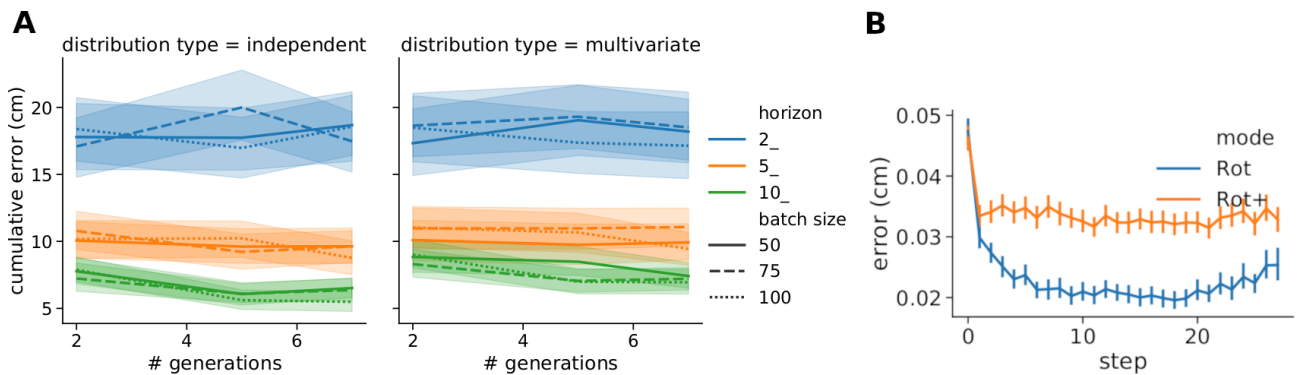 A
distribution type = independent
distribution type = multivariate
cumulative error (cm)
20
15
10
5
2
4
6
# generations
2
4
6
# generations
horizon
2_
5_
10_
batch size
50
75
100
B
error (cm)
0.05
0.04
0.03
0.02
0
10
20
step
mode
Rot
Rot+